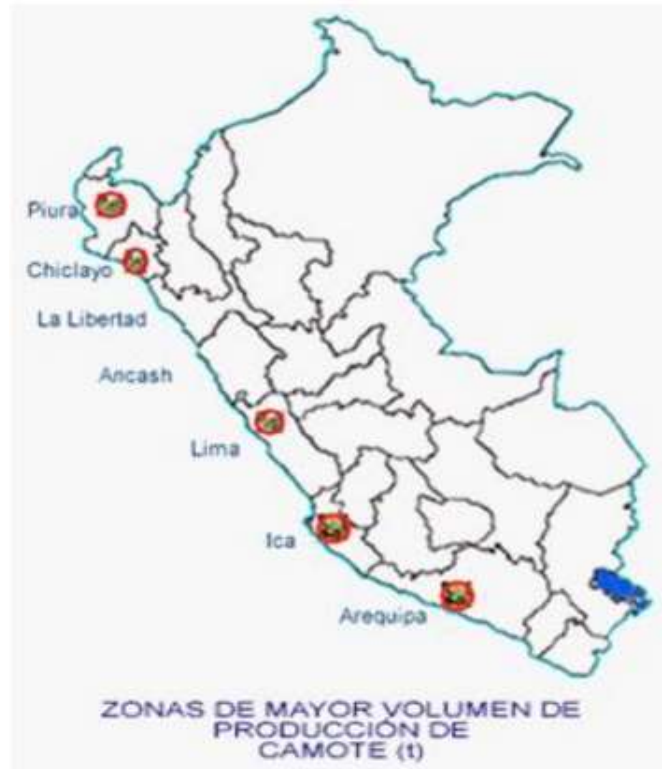 Piura
Chiclayo
La Libertad
Ancash
Lima
Ica
Arequipa
ZONAS DE MAYOR VOLUMEN DE
PRODUCCIÓN DE
CAMOTE (t)